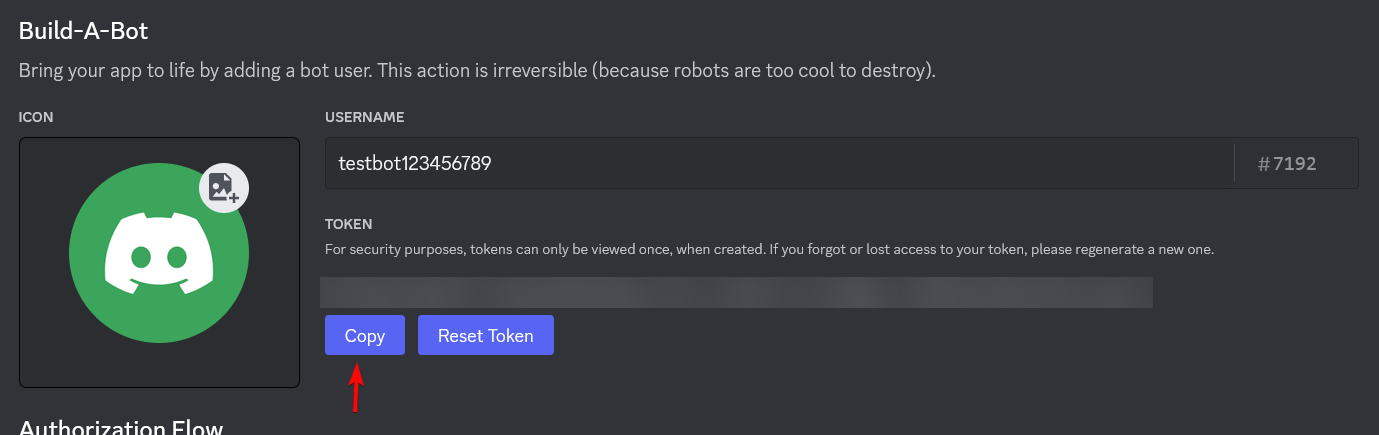 Build-A-Bot
Bring your app to life by adding a bot user. This action is irreversible (because robots are too cool to destroy).
ICON
USERNAME
testbot123456789
#7192
TOKEN
For security purposes, tokens can only be viewed once, when created. If you forgot or lost access to your token, please regenerate a new one.
Copy
Reset Token
Authorization Flow